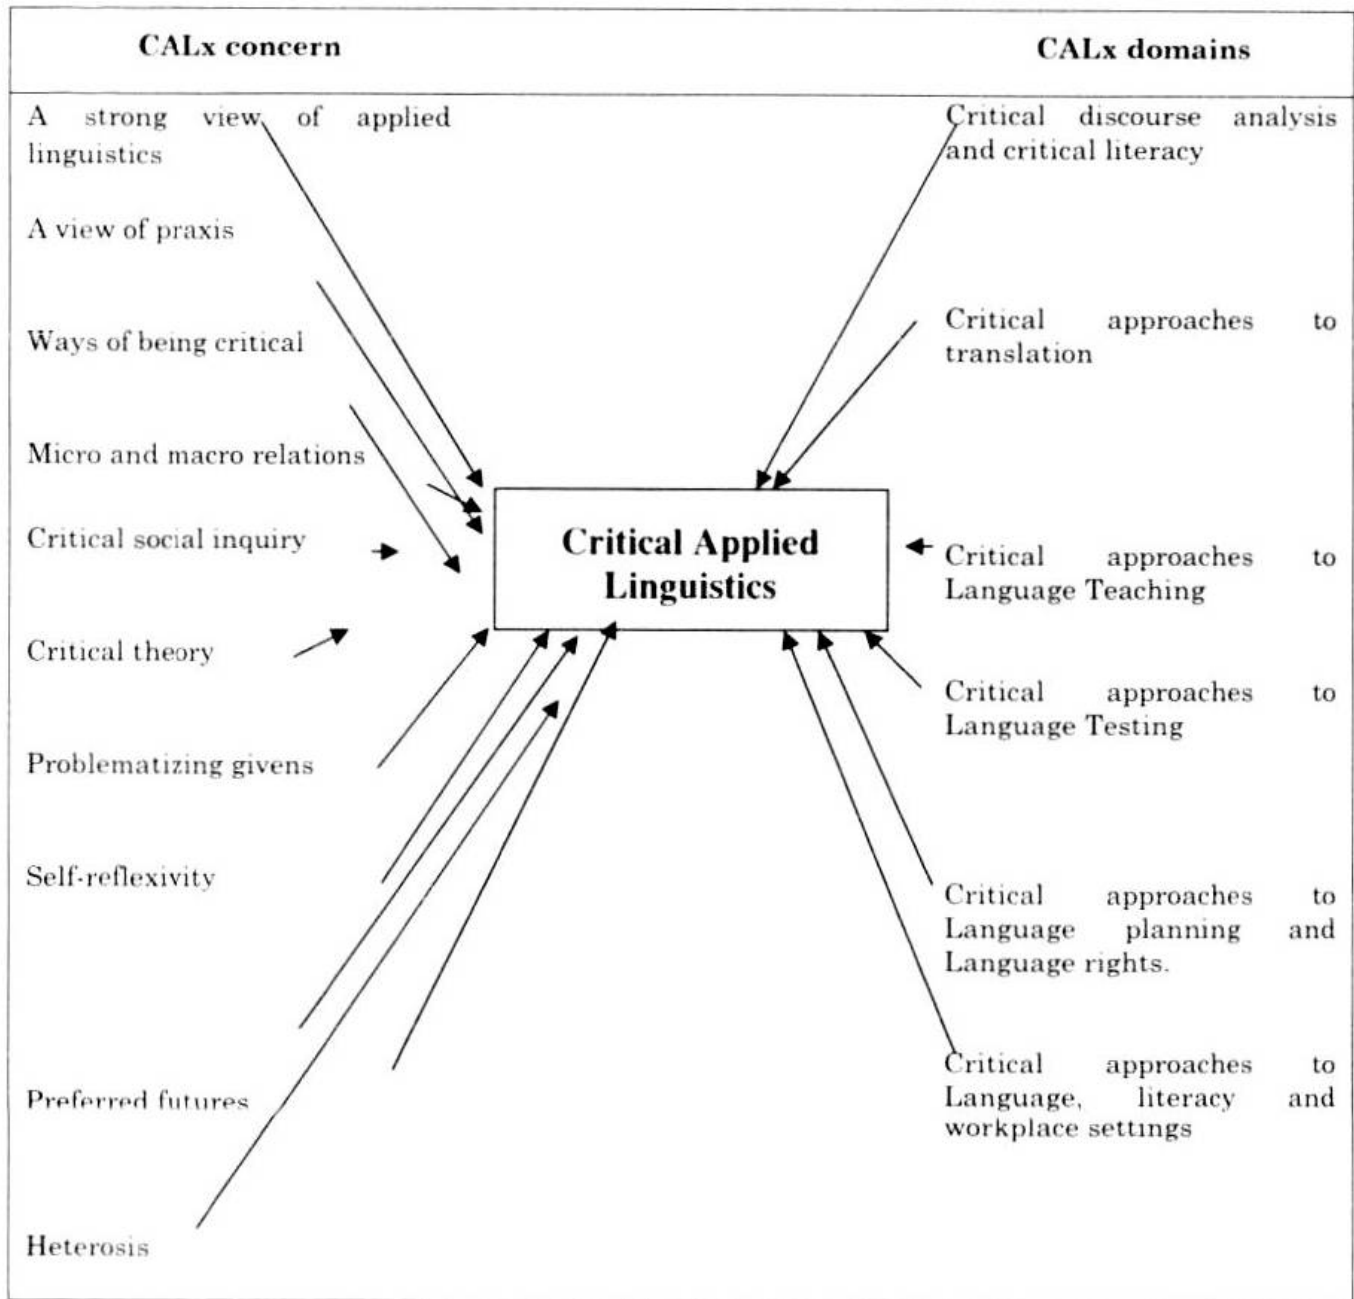 CALx concern
CALx domains
A strong view of applied
linguistics
A view of praxis
Ways of being critical
Micro and macro relations
Critical social inquiry
Critical theory
Problematizing givens
Self-reflexivity
Preferred futures
Heterosis
Critical Applied
Linguistics
Critical discourse analysis
and critical literacy
Critical approaches to
translation
Critical approaches to
Language Teaching
Critical approaches to
Language Testing
Critical approaches to
Language planning and
Language rights.
Critical approaches to
Language, literacy and
workplace settings